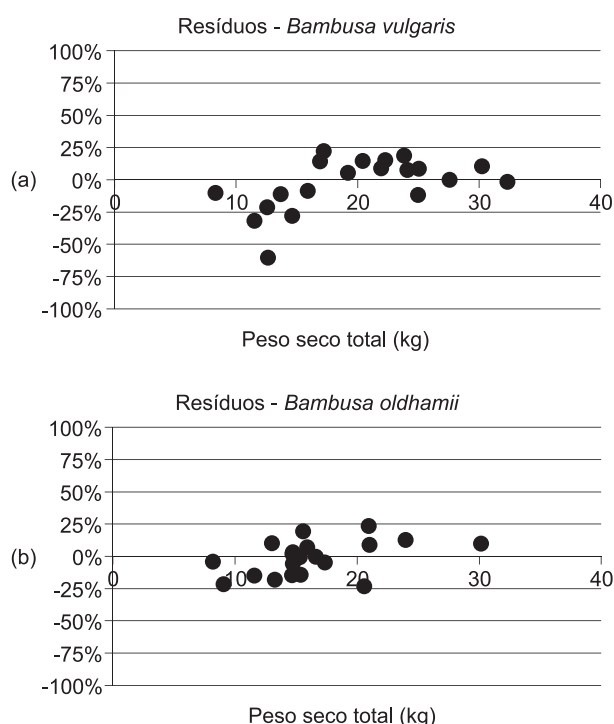 Resíduos - Bambusa vulgaris
100%
75%
50%
25%
(a)
0%
0 10 20 30 40
-25%
-50%
-75%
-100%
Peso seco total (kg)
Resíduos - Bambusa oldhamii
100%
75%
50%
25%
(b)
0%
0 10 20 30 40
-25%
-50%
-75%
-100%
Peso seco total (kg)